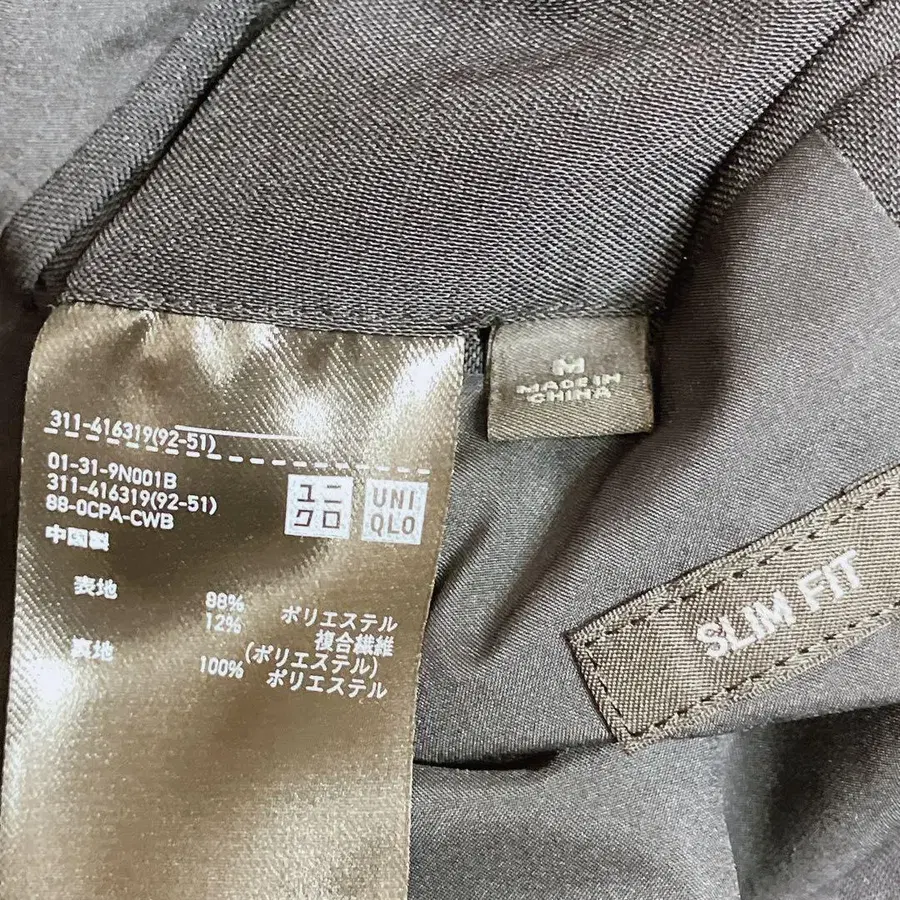 311-416319(92-51)
01-31-9N001B
311-416319(92-51)
88-0CPA-CWB
中国製
ユニ
クロ
UNI
QLO
表地 88% ポリエステル
12% 複合繊維
(ポリエステル)
裏地 100% ポリエステル
M
MADE IN
CHINA
SLIM FIT